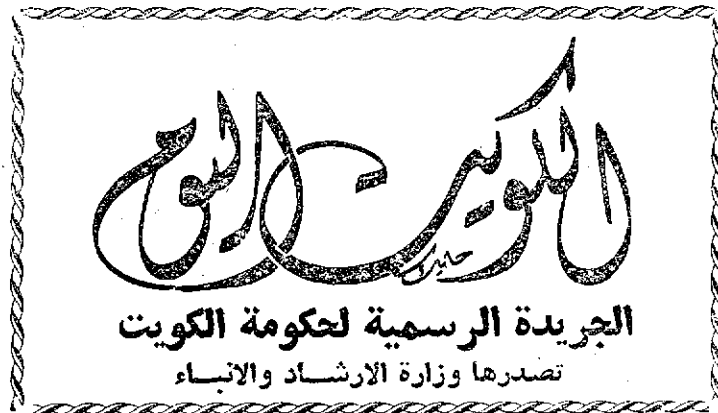 الكويت اليوم
الجريدة الرسمية لحكومة الكويت
تصدرها وزارة الارشاد والانباء